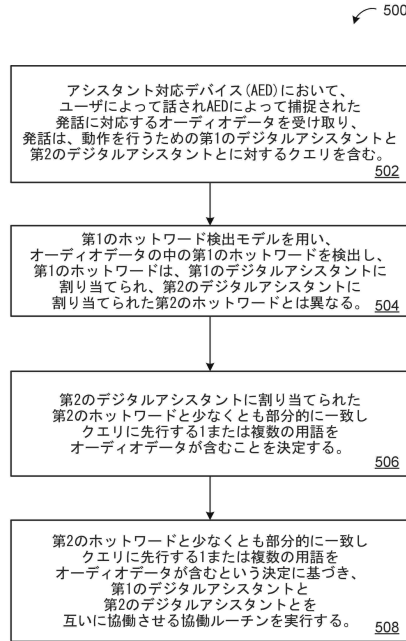 500
アシスタント対応デバイス(AED)において、
ユーザによって話されAEDによって捕捉された
発話に対応するオーディオデータを受け取り、
発話は、動作を行うための第1のデジタルアシスタントと
第2のデジタルアシスタントとに対するクエリを含む。
502
第1のホットワード検出モデルを用い、
オーディオデータの中の第1のホットワードを検出し、
第1のホットワードは、第1のデジタルアシスタントに
割り当てられ、第2のデジタルアシスタントに
割り当てられた第2のホットワードとは異なる。 504
第2のデジタルアシスタントに割り当てられた
第2のホットワードと少なくとも部分的に一致し
クエリに先行する1または複数の用語を
オーディオデータが含むことを決定する。
506
第2のホットワードと少なくとも部分的に一致し
クエリに先行する1または複数の用語を
オーディオデータが含むという決定に基づき、
第1のデジタルアシスタントと
第2のデジタルアシスタントとを
互いに協働させる協働ルーチンを実行する。 508